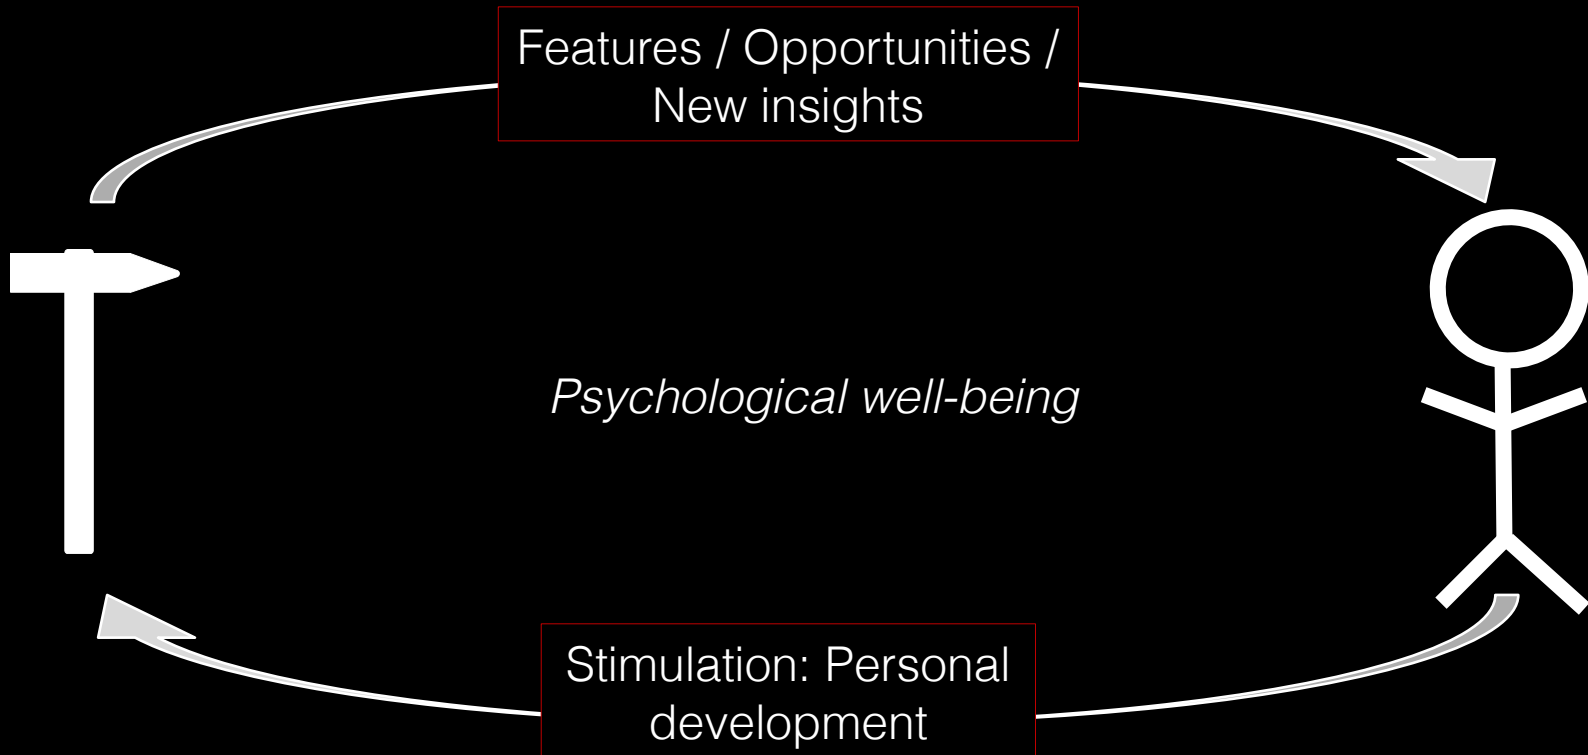 Features / Opportunities /
New insights
Psychological well-being
Stimulation: Personal
development